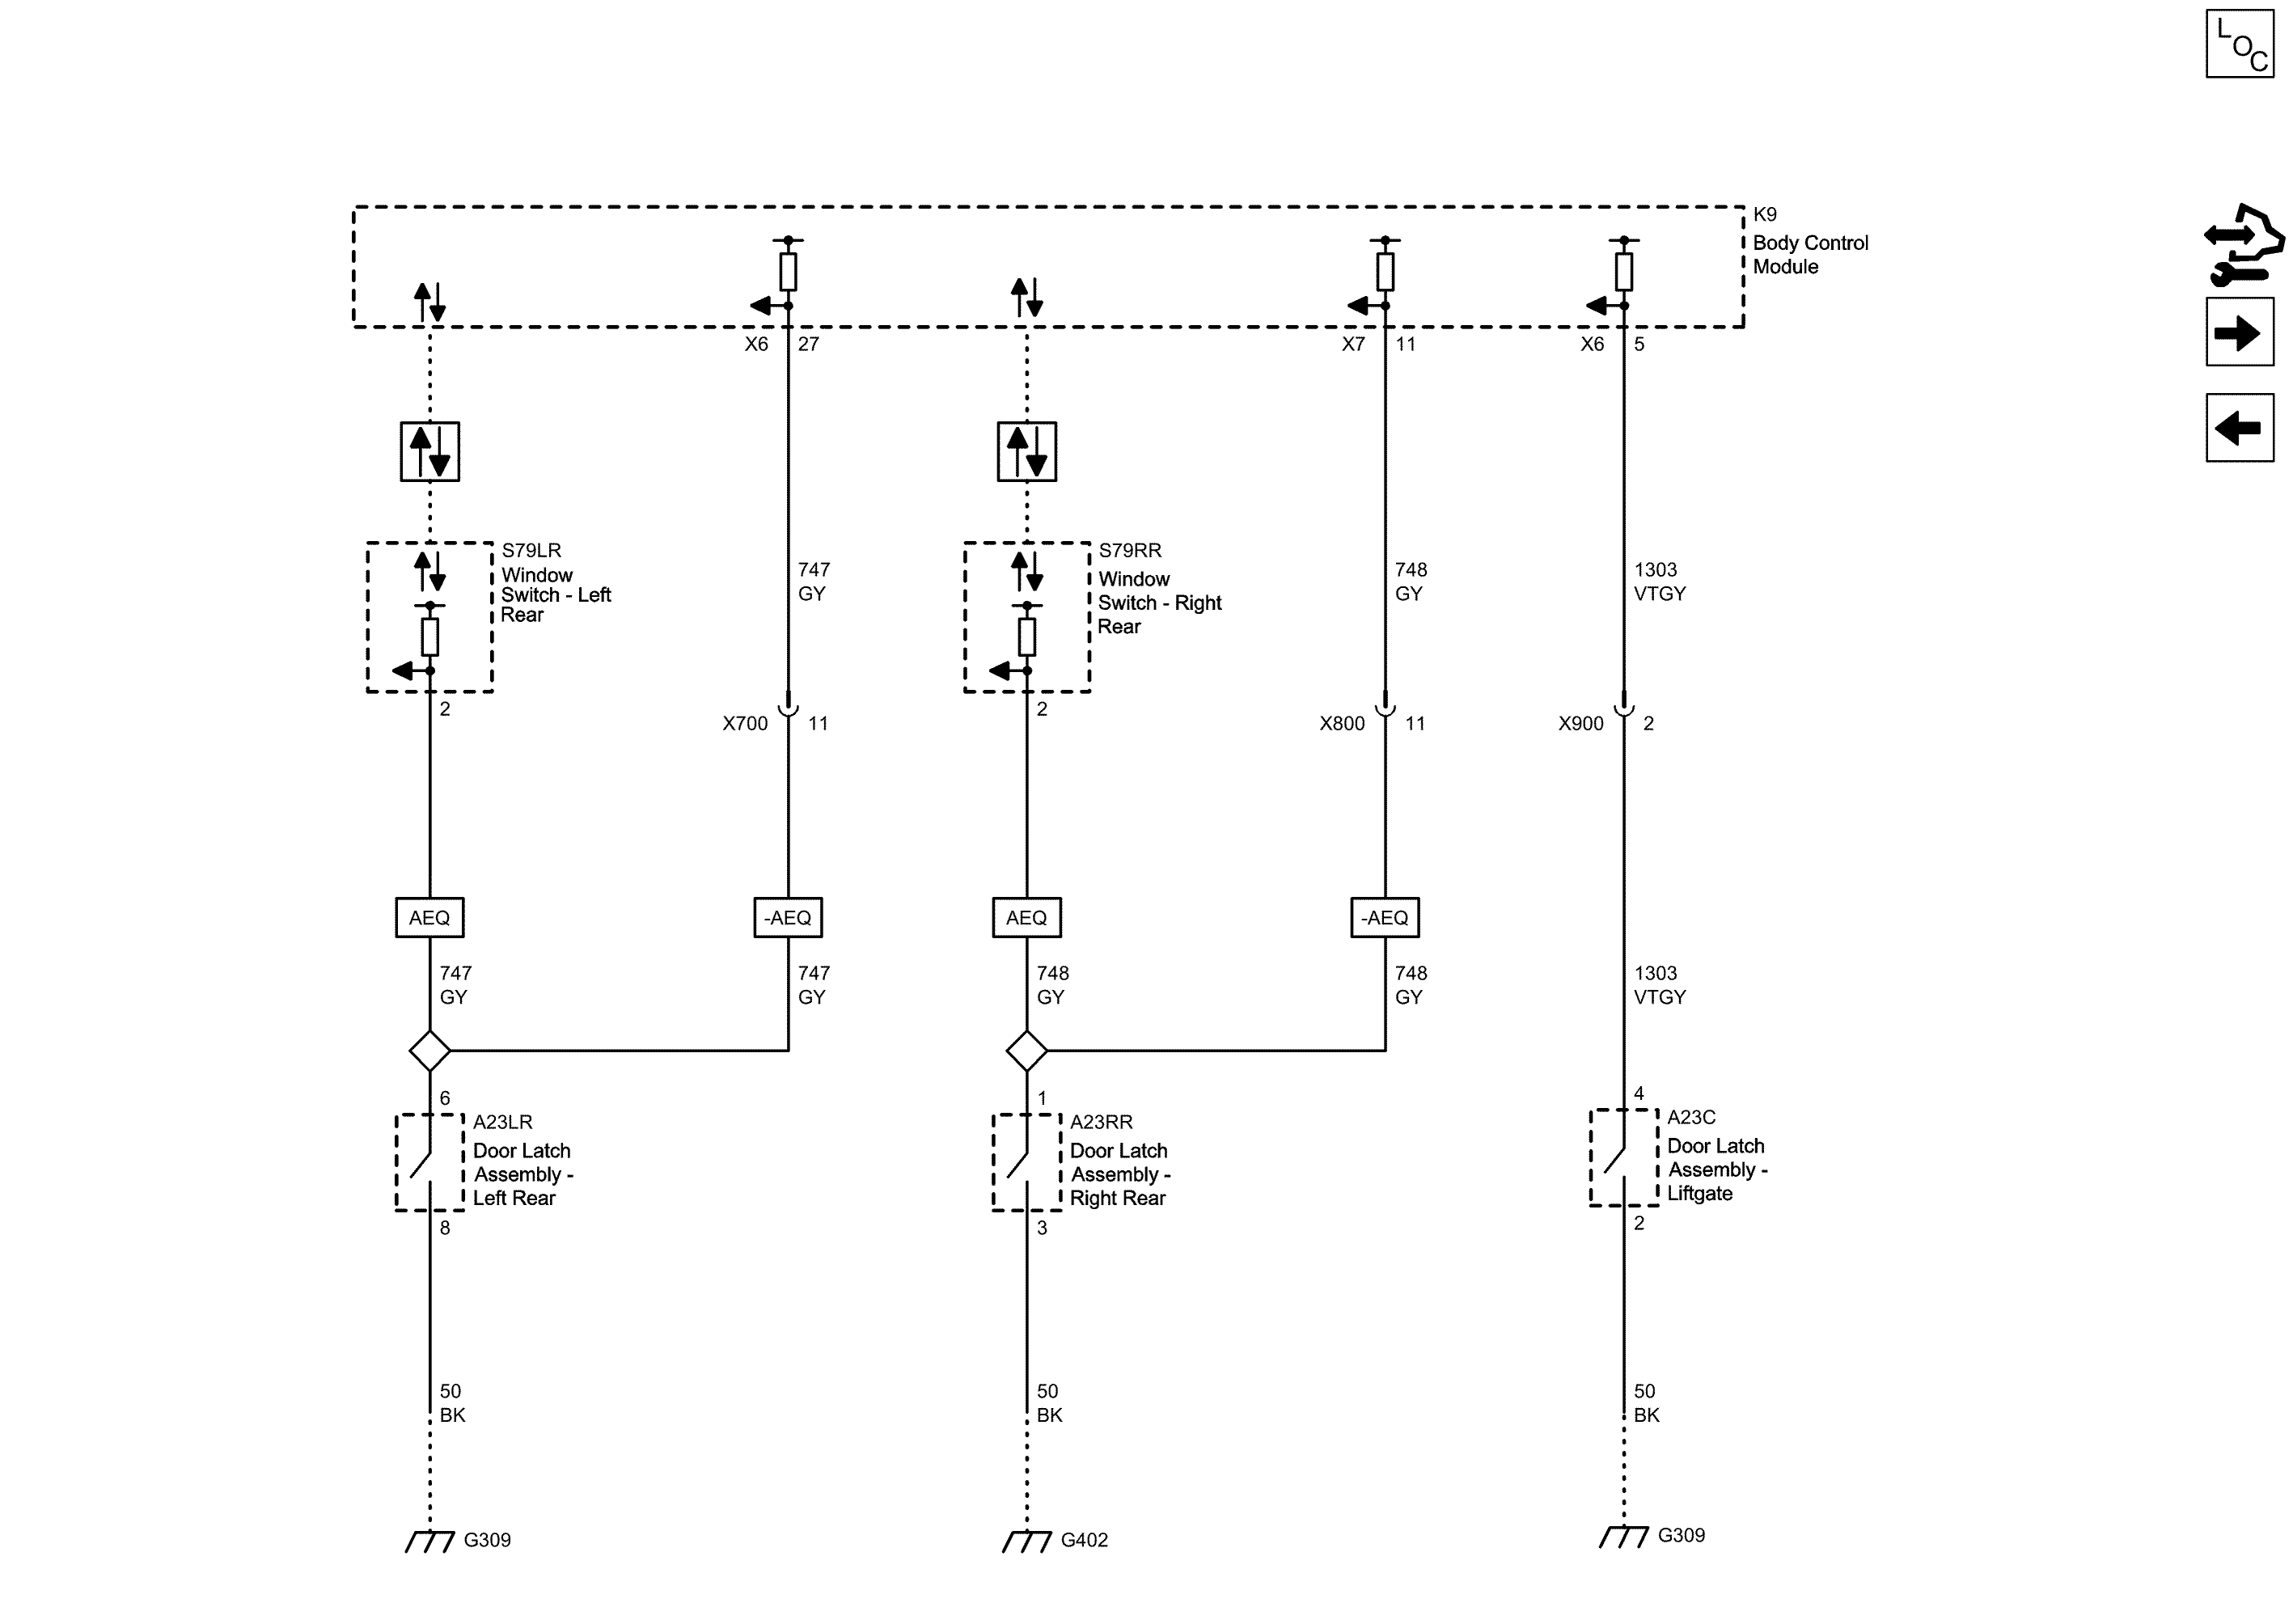 LOC
K9
Body Control
Module
X6 27
X7 11
X6 5
S79LR
Window
Switch - Left
Rear
747
GY
S79RR
Window
Switch - Right
Rear
748
GY
1303
VTGY
2
X700 11
2
X800 11
X900 2
AEQ
-AEQ
AEQ
-AEQ
747
GY
747
GY
748
GY
748
GY
1303
VTGY
6
A23LR
Door Latch
Assembly -
Left Rear
8
1
A23RR
Door Latch
Assembly -
Right Rear
3
4
A23C
Door Latch
Assembly -
Liftgate
2
50
BK
50
BK
50
BK
G309
G402
G309